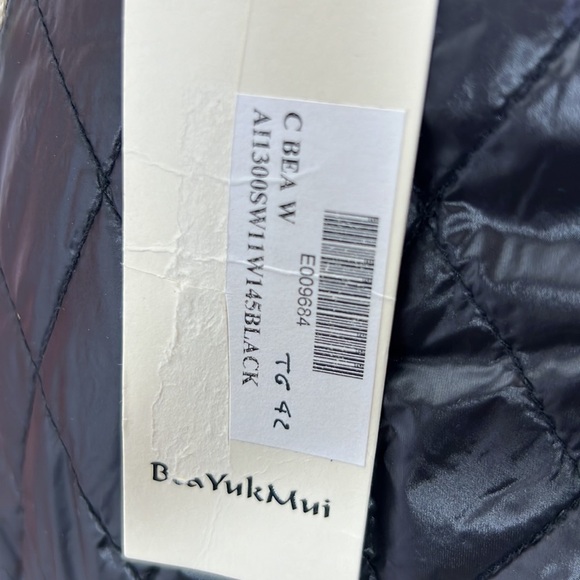 C BEA W
AI1300SW11W145BLACK
E009684
TG 42
BeaYukMui